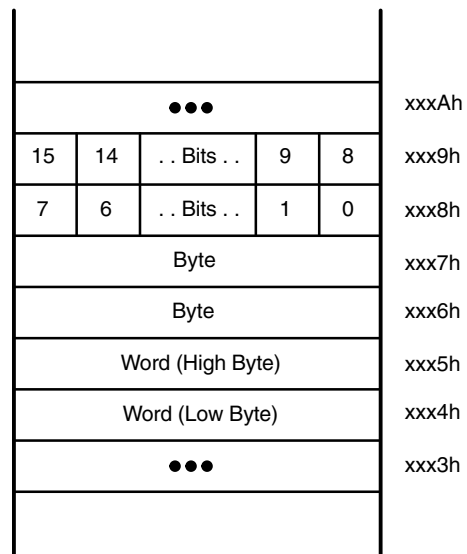 ●●● xxxAh
15 14 . . Bits . . 9 8 xxx9h
7 6 . . Bits . . 1 0 xxx8h
Byte xxx7h
Byte xxx6h
Word (High Byte) xxx5h
Word (Low Byte) xxx4h
●●● xxx3h